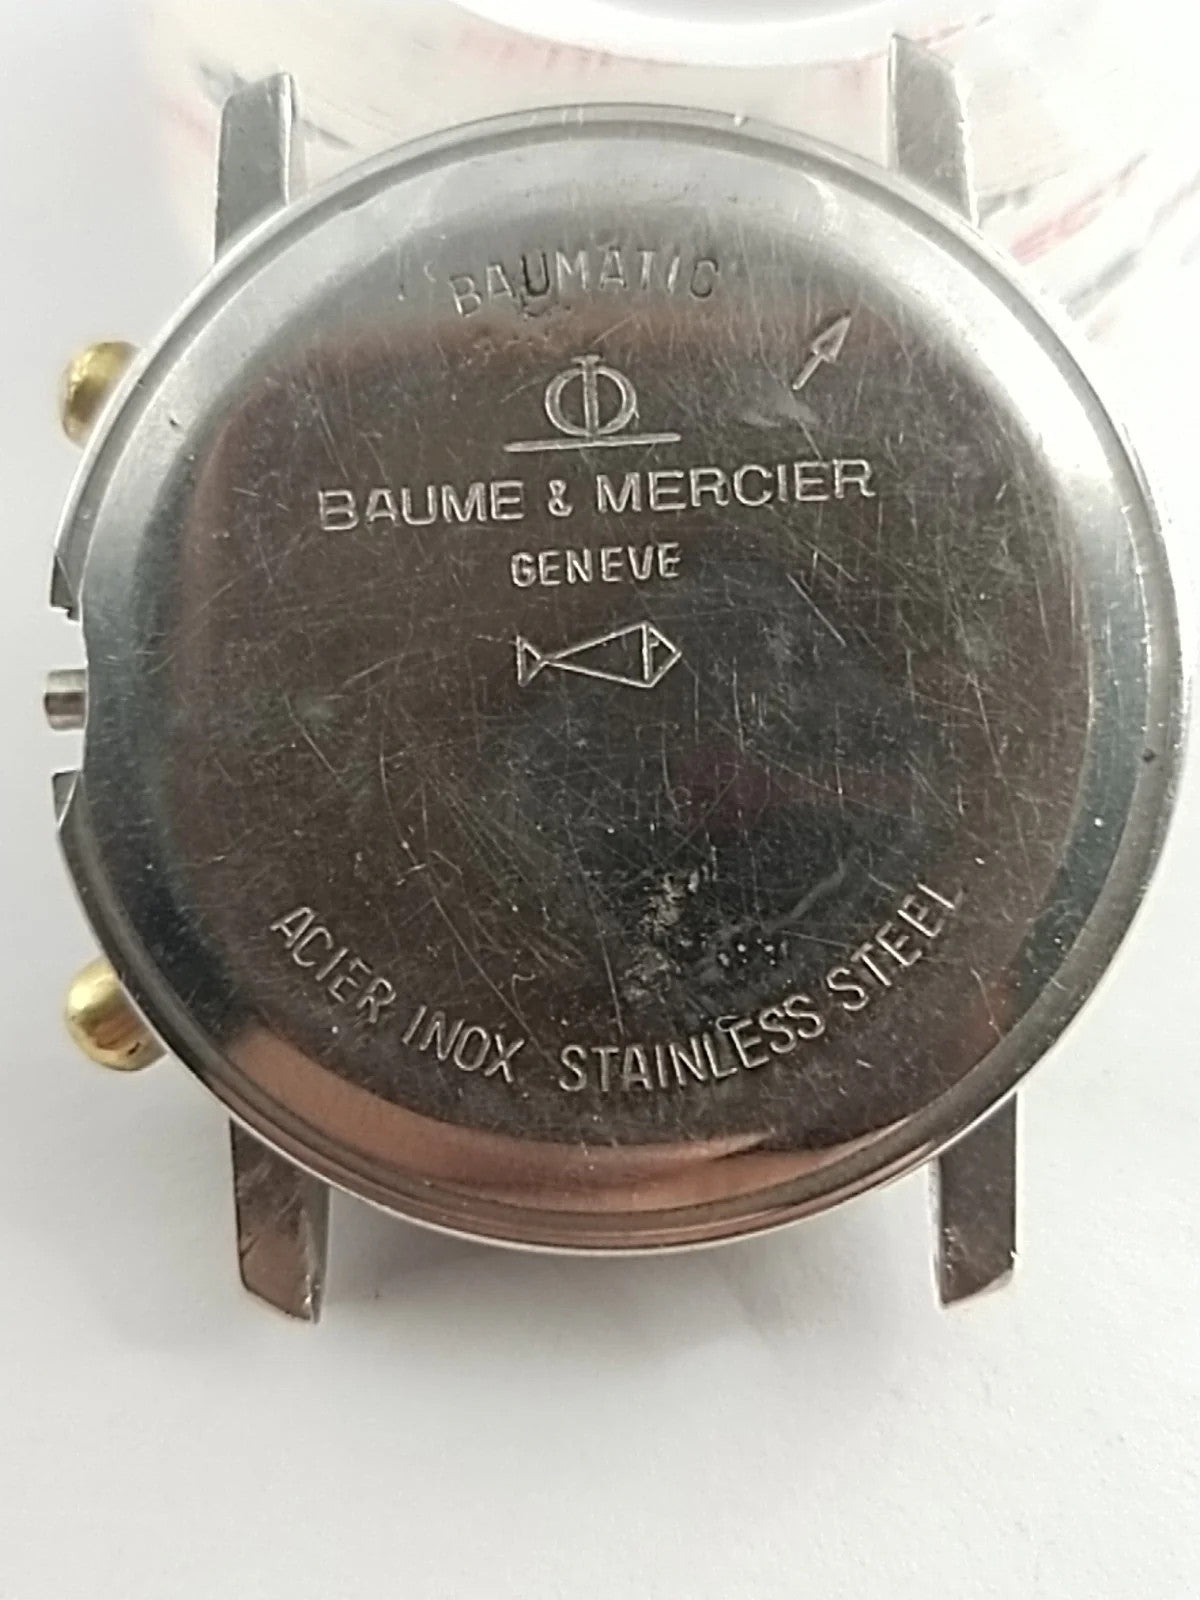 BAUMATIC
BAUME & MERCIER
GENEVE
ACIER INOX STAINLESS STEEL